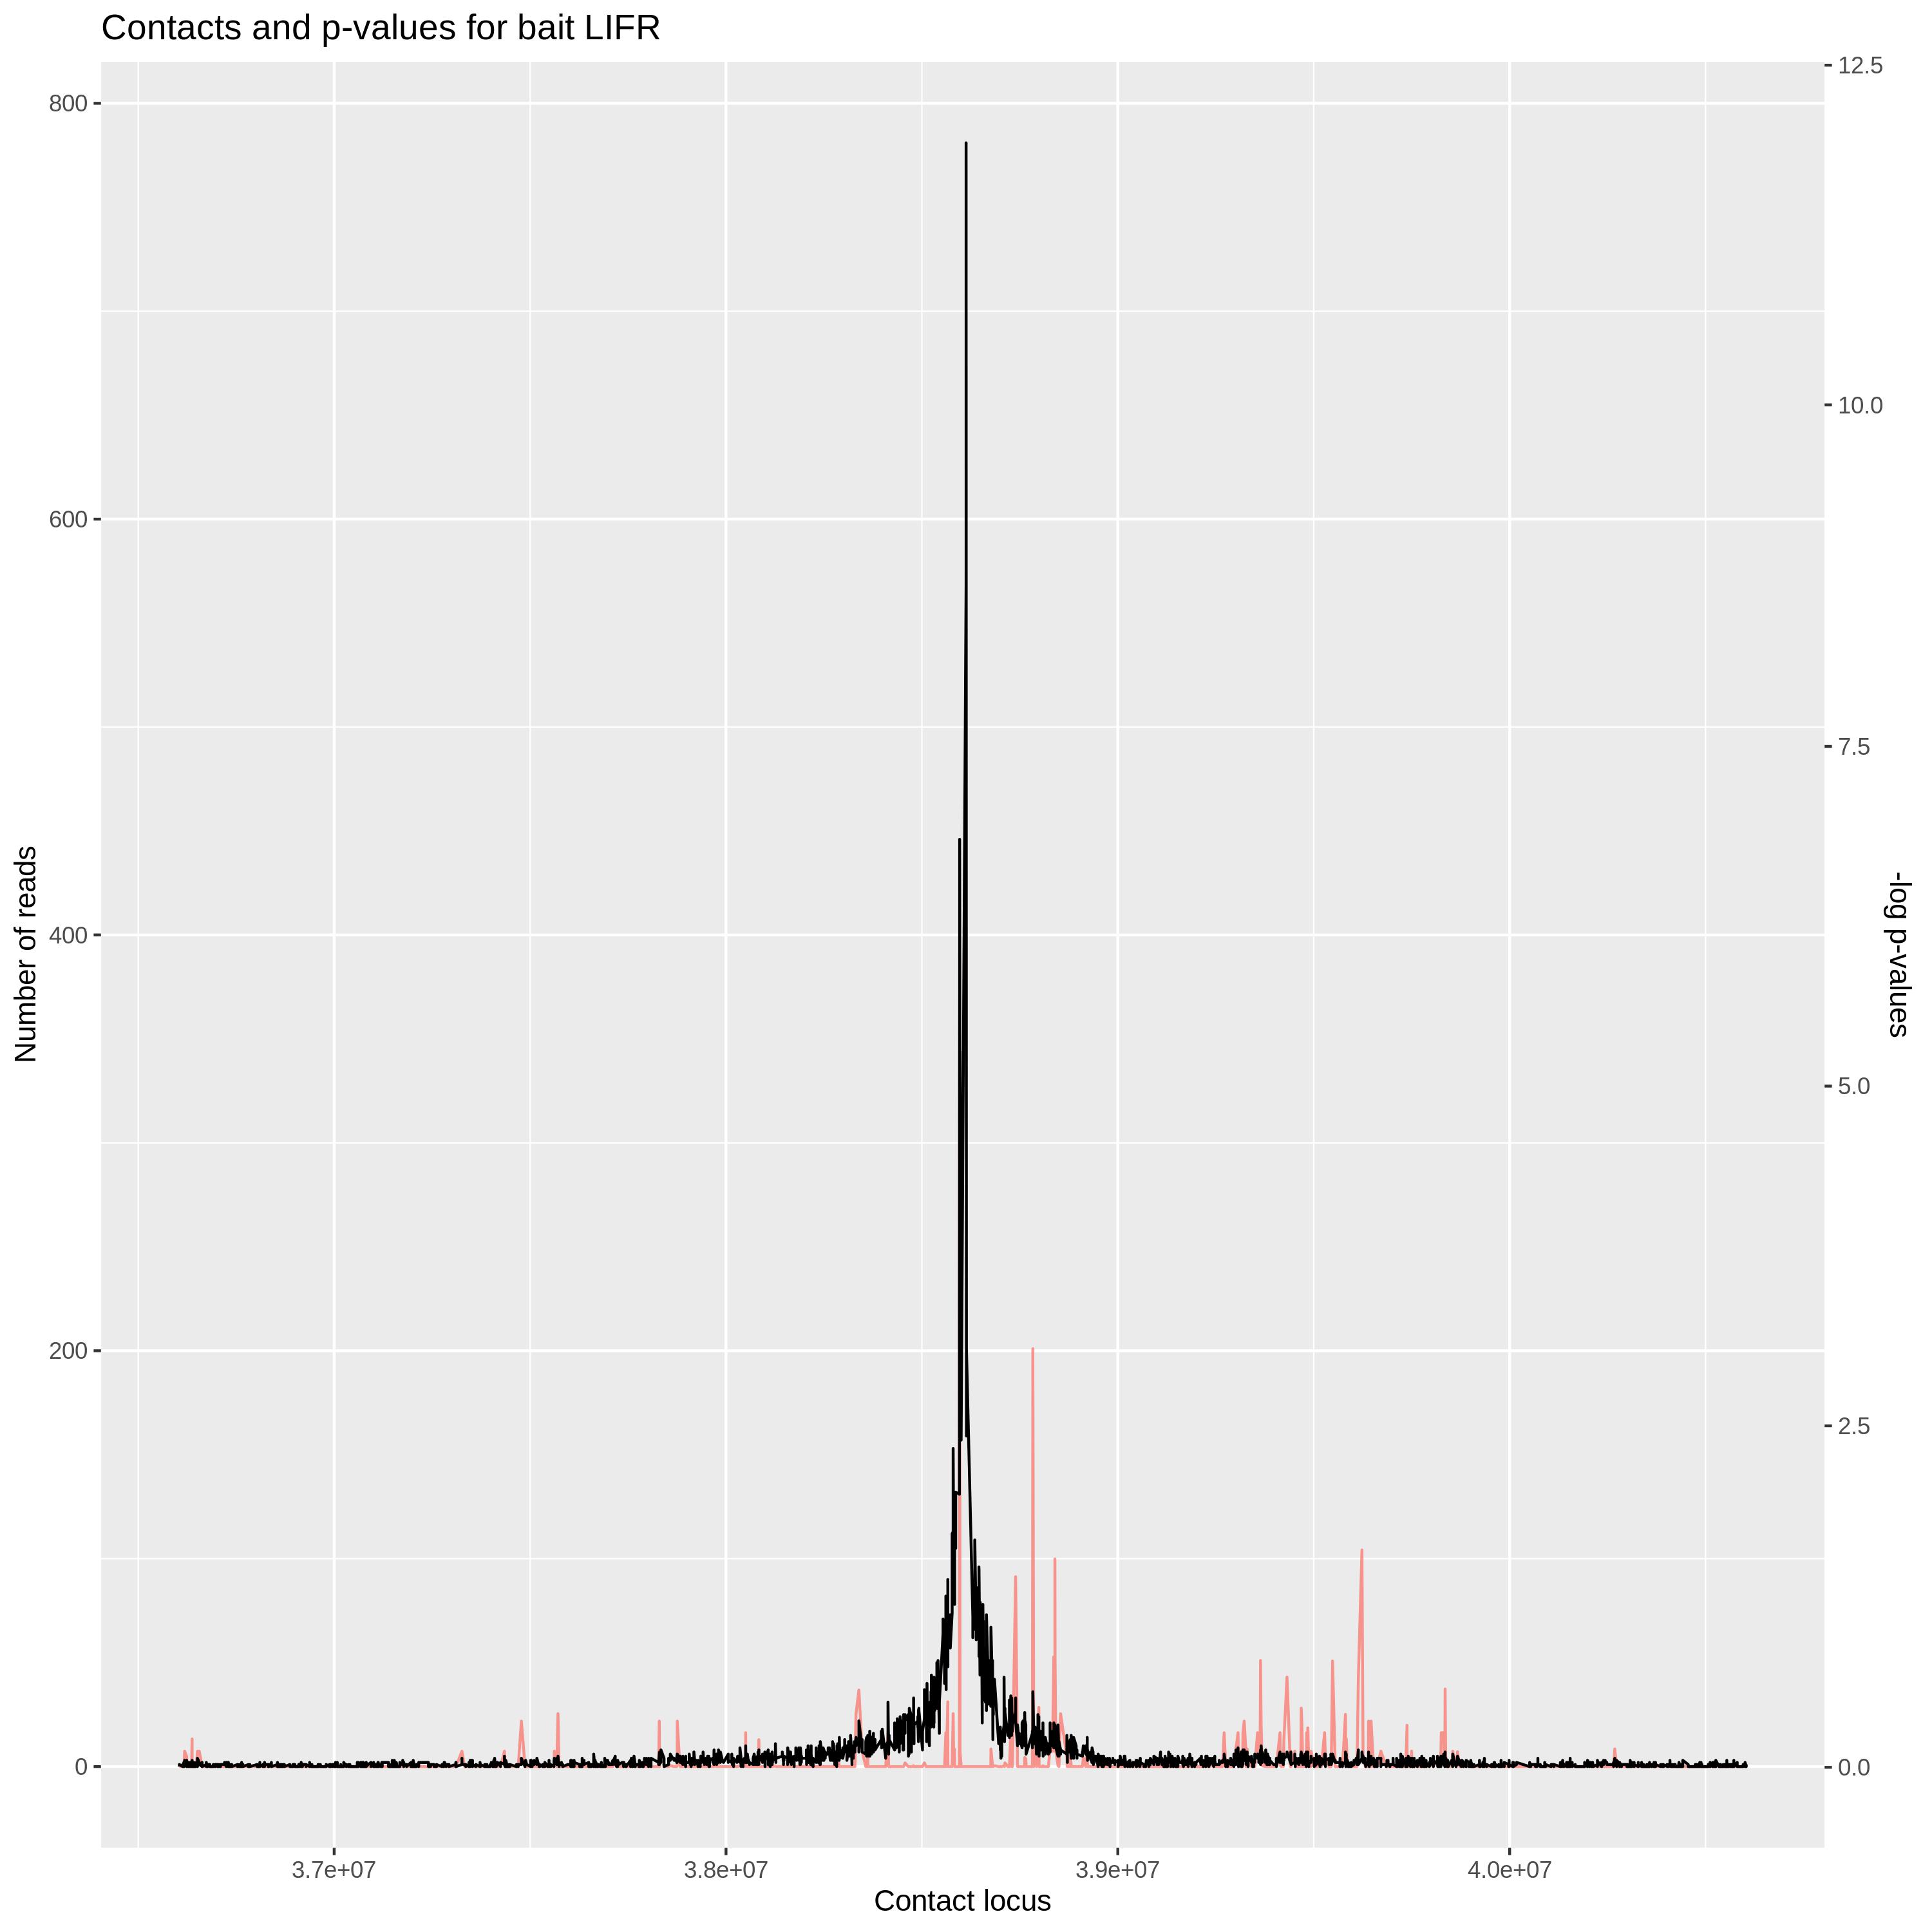 Contacts and p-values for bait LIFR
800
600
400
200
0
Number of reads
12.5
10.0
7.5
5.0
2.5
0.0
-log p-values
3.7e+07
3.8e+07
3.9e+07
4.0e+07
Contact locus